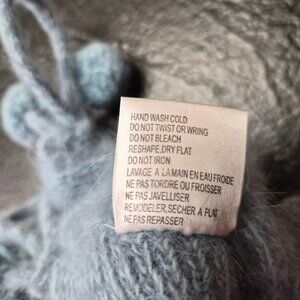 HAND WASH COLD
DO NOT TWIST OR WRING
DO NOT BLEACH
RESHAPE,DRY FLAT
DO NOT IRON
LAVAGE A LA MAIN EN EAU FROIDE
NE PAS TORDRE OU FROISSER
NE PAS JAVELLISER
REMODELER, SECHER A PLAT
NE PAS REPASSER